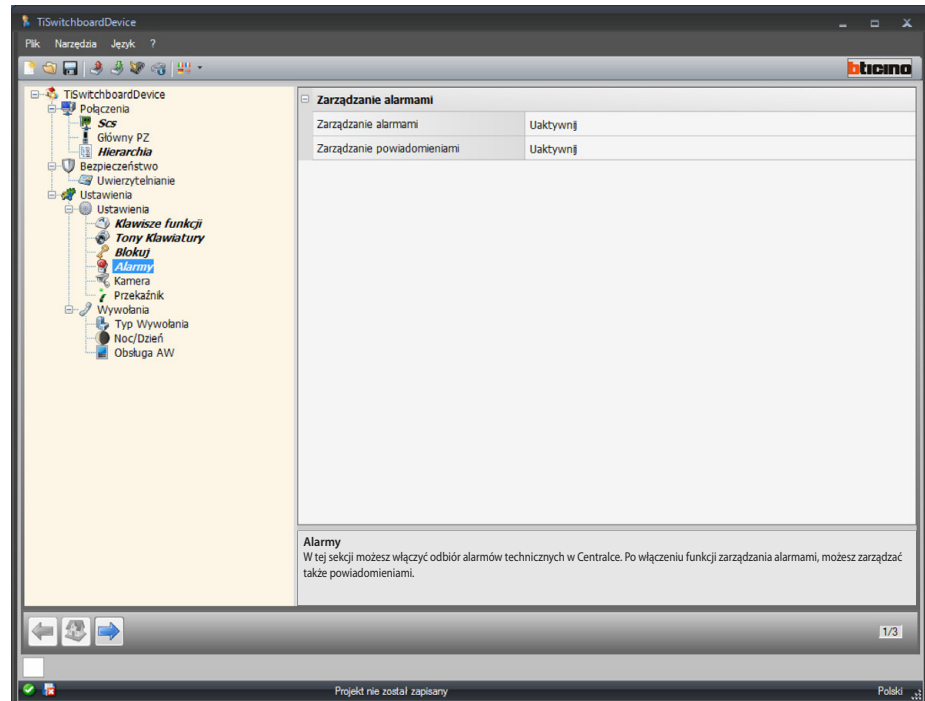 TiSwitchboardDevice
Plik Narzędzia Język ?
bticino
TiSwitchboardDevice
Połączenia
Scs
Główny PZ
Hierarchia
Bezpieczeństwo
Uwierzytelnianie
Ustawienia
Ustawienia
Klawisze funkcji
Tony Klawiatury
Blokuj
Alarmy
Kamera
Przekaźnik
Wywołania
Typ Wywołania
Noc/Dzień
Obsługa AW
Zarządzanie alarmami
Zarządzanie alarmami Uaktywnij
Zarządzanie powiadomieniami Uaktywnij
Alarmy
W tej sekcji możesz włączyć odbiór alarmów technicznych w Centralce. Po włączeniu funkcji zarządzania alarmami, możesz zarządzać
także powiadomieniami.
1/3
Projekt nie został zapisany Polski